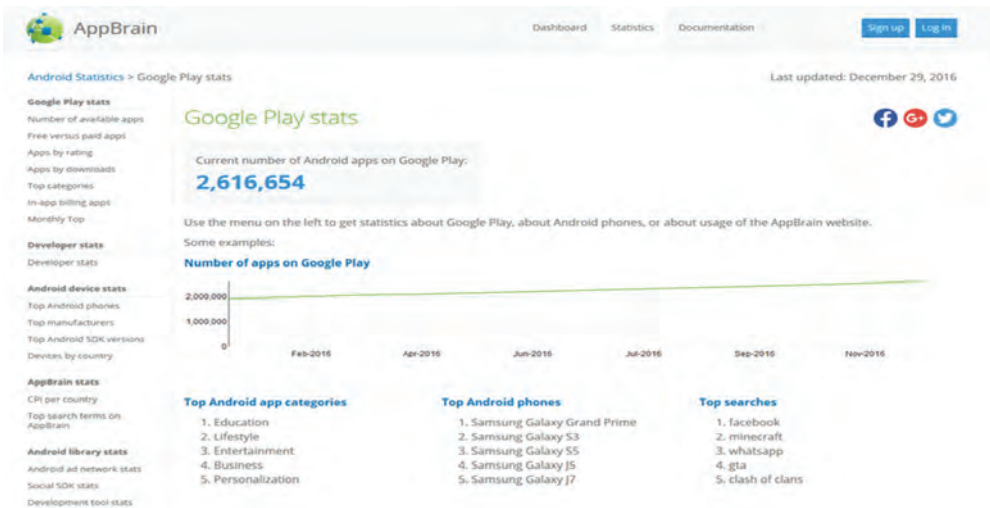 AppBrain
Dashboard Statistics Documentation
Sign up Log in
Android Statistics > Google Play stats
Last updated: December 29, 2016
Google Play stats
Number of available apps
Free versus paid apps
Apps by rating
Apps by downloads
Top categories
In-app billing apps
Monthly Top
Developer stats
Developer stats
Android device stats
Top Android phones
Top manufacturers
Top Android SDK versions
Devices by country
AppBrain stats
CPI per country
Top search terms on
AppBrain
Android library stats
Android ad network stats
Social SDK stats
Development tool stats
Google Play stats
f G+
Current number of Android apps on Google Play:
2,616,654
Use the menu on the left to get statistics about Google Play, about Android phones, or about usage of the AppBrain website.
Some examples:
Number of apps on Google Play
2,000,000
1,000,000
0
Feb-2016 Apr-2016 Jun-2016 Jul-2016 Sep-2016 Nov-2016
Top Android app categories
1. Education
2. Lifestyle
3. Entertainment
4. Business
5. Personalization
Top Android phones
1. Samsung Galaxy Grand Prime
2. Samsung Galaxy S3
3. Samsung Galaxy S5
4. Samsung Galaxy J5
5. Samsung Galaxy J7
Top searches
1. facebook
2. minecraft
3. whatsapp
4. gta
5. clash of clans